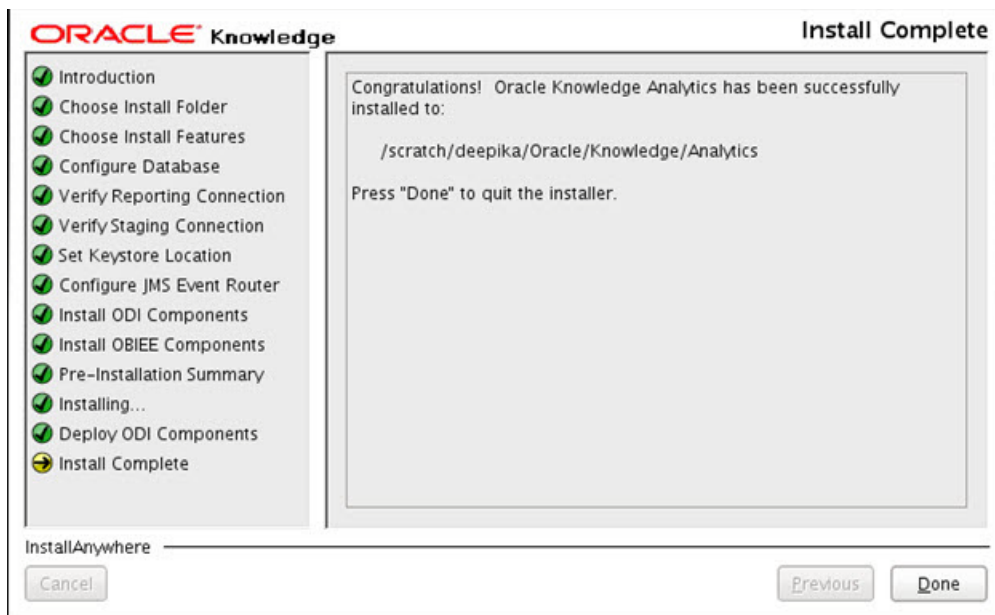 ORACLE Knowledge
Install Complete
Introduction
Choose Install Folder
Choose Install Features
Configure Database
Verify Reporting Connection
Verify Staging Connection
Set Keystore Location
Configure JMS Event Router
Install ODI Components
Install OBIEE Components
Pre-Installation Summary
Installing...
Deploy ODI Components
Install Complete
Congratulations! Oracle Knowledge Analytics has been successfully
installed to:
/scratch/deepika/Oracle/Knowledge/Analytics
Press "Done" to quit the installer.
InstallAnywhere
Cancel
Previous
Done